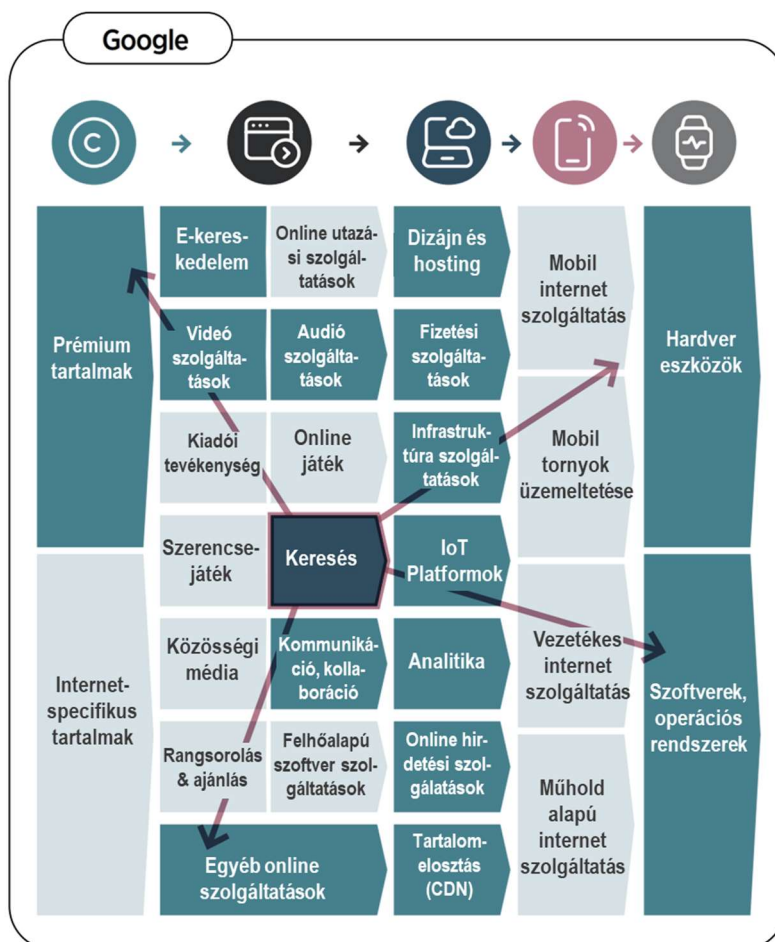 Google
©
Prémium
tartalmak
Internet-
specifikus
tartalmak
E-keres-
kedelem
Online utazá-
si szolgál-
tatások
Videó
szolgálta-
tások
Audió
szolgálta-
tások
Kiadói
tevékenység
Online
játék
Szerencse-
játék
Keresés
Közösségi
média
Kommuniká-
ció, kolla-
boráció
Rangsorolás
& ajánlás
Felhőalapú
szoftver szol-
gáltatások
Egyéb online
szolgáltatások
Dizájn és
hosting
Fizetési
szolgálta-
tások
Infrastruk-
túra szolgál-
tatások
IoT
Platformok
Analitika
Online hir-
detési szol-
gálatások
Tartalom-
elosztás
(CDN)
Mobil
internet
szolgáltatás
Mobil
tornyok
üzemeltetése
Vezetékes
internet
szolgáltatás
Műhold
alapú
internet
szolgáltatás
Hardver
eszközök
Szoftverek,
operációs
rendszerek